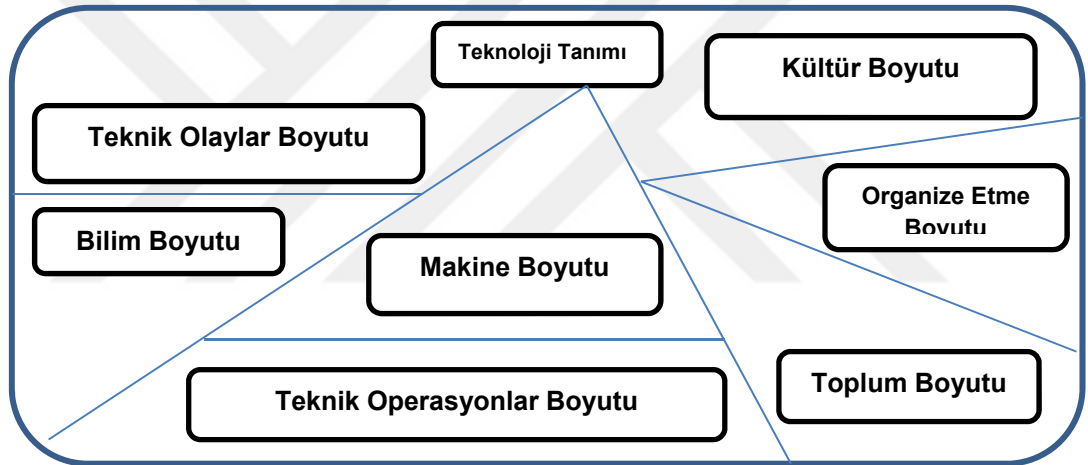 Teknoloji Tanımı
Kültür Boyutu
Teknik Olaylar Boyutu
Organize Etme
Boyutu
Bilim Boyutu
Makine Boyutu
Toplum Boyutu
Teknik Operasyonlar Boyutu